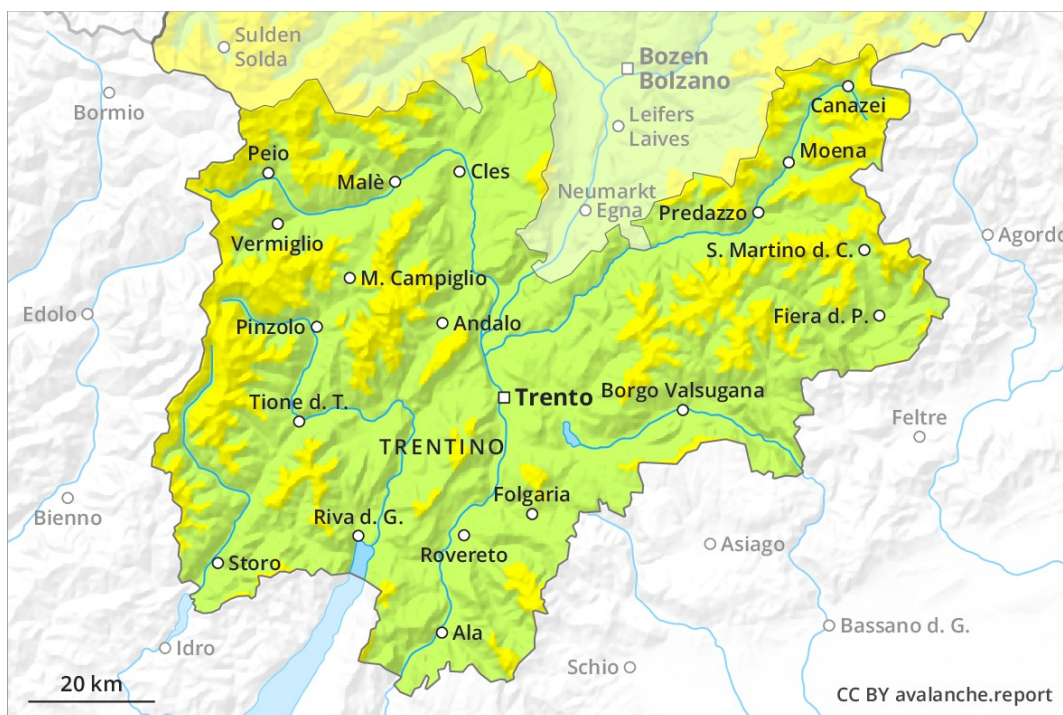 Sulden
Solda
Bozen
Bolzano
Canazei
Bormio
Leifers
Laives
Moena
Peio
Malè
Cles
Neumarkt
Egna
Predazzo
Vermiglio
S. Martino d. C.
Agordo
M. Campiglio
Edolo
Pinzolo
Andalo
Fiera d. P.
Trento
Borgo Valsugana
Tione d. T.
Feltre
TRENTINO
Folgaria
Bienno
Riva d. G.
Rovereto
Asiago
Storo
Ala
Bassano d. G.
Idro
Schio
20 km
CC BY avalanche.report